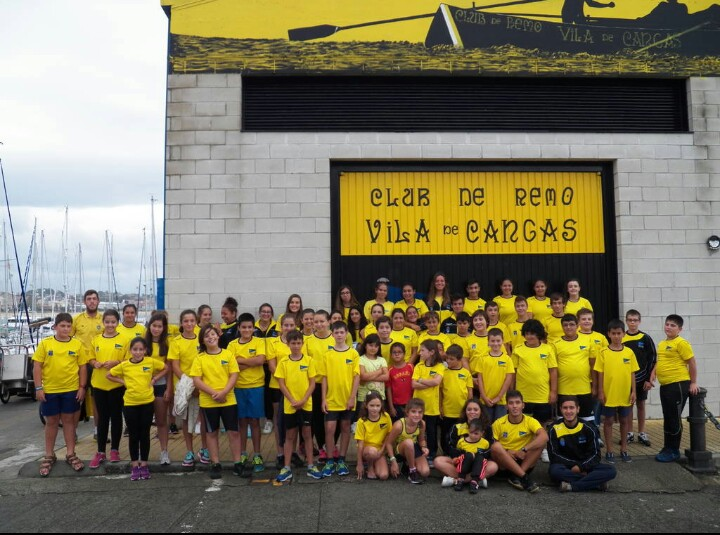 CLUB DE REMO VILA DE CANGAS
CLUB DE REMO
VILA DE CANGAS